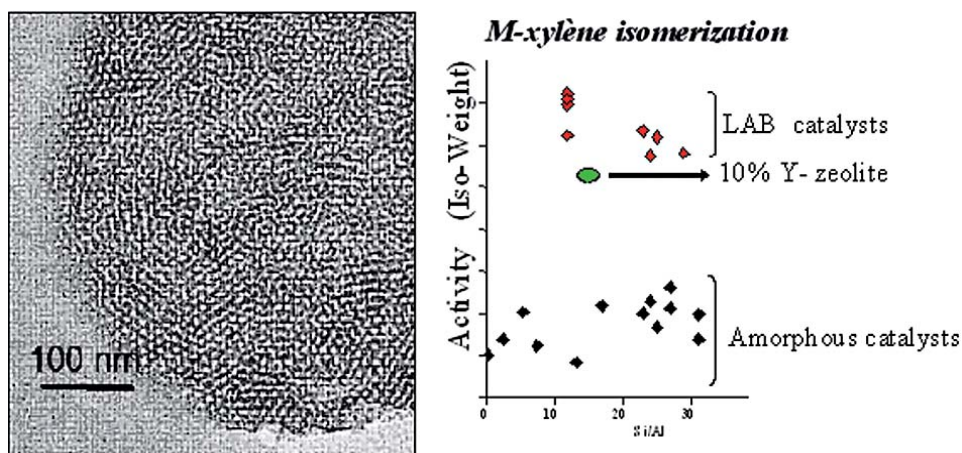 100 nm
M-xylène isomerization
Activity (Iso-Weight)
LAB catalysts
10% Y- zeolite
Amorphous catalysts
0 10 20 30
Si/Al